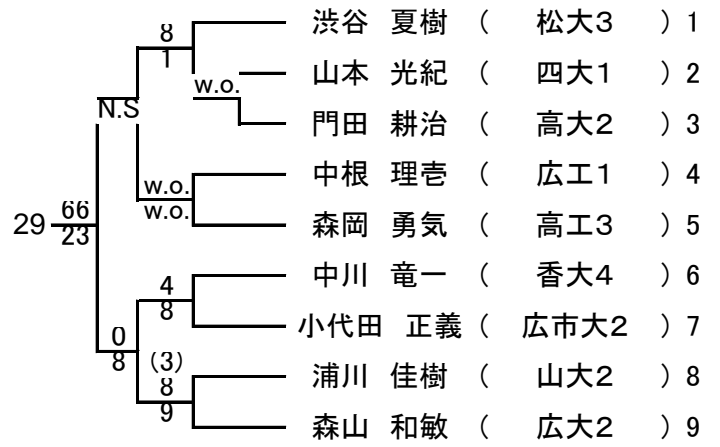 渋谷 夏樹 ( 松大3 ) 1
8
1
山本 光紀 ( 四大1 ) 2
w.o.
N.S
門田 耕治 ( 高大2 ) 3
中根 理壱 ( 広工1 ) 4
w.o.
w.o.
29 66
23
森岡 勇気 ( 高工3 ) 5
中川 竜一 ( 香大4 ) 6
4
8
小代田 正義 ( 広市大2 ) 7
0
8
(3)
浦川 佳樹 ( 山大2 ) 8
8
9
森山 和敏 ( 広大2 ) 9